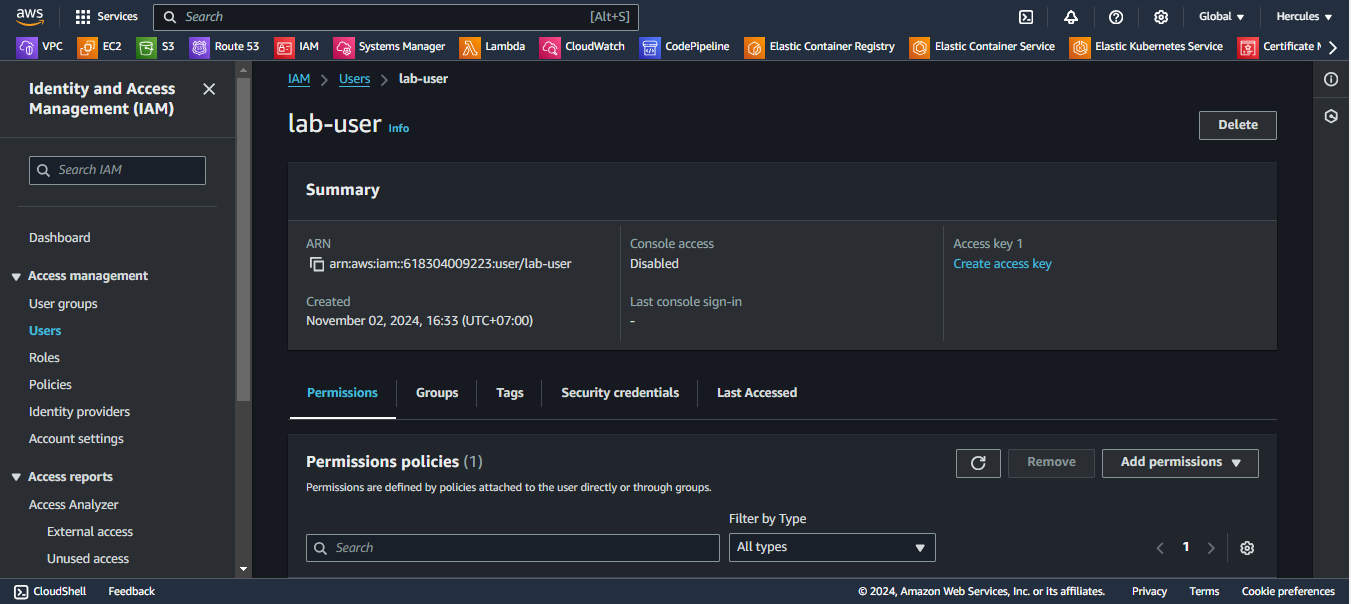 aws
Services
Search
[Alt+S]
Global
Hercules
VPC
EC2
S3
Route 53
IAM
Systems Manager
Lambda
CloudWatch
CodePipeline
Elastic Container Registry
Elastic Container Service
Elastic Kubernetes Service
Certificate
Identity and Access
Management (IAM)
Search IAM
Dashboard
Access management
User groups
Users
Roles
Policies
Identity providers
Account settings
Access reports
Access Analyzer
External access
Unused access
IAM
Users
lab-user
lab-user
Info
Delete
Summary
ARN
arn:aws:iam::618304009223:user/lab-user
Created
November 02, 2024, 16:33 (UTC+07:00)
Console access
Disabled
Last console sign-in
-
Access key 1
Create access key
Permissions
Groups
Tags
Security credentials
Last Accessed
Permissions policies (1)
Permissions are defined by policies attached to the user directly or through groups.
Remove
Add permissions
Search
Filter by Type
All types
1
CloudShell
Feedback
© 2024, Amazon Web Services, Inc. or its affiliates.
Privacy
Terms
Cookie preferences